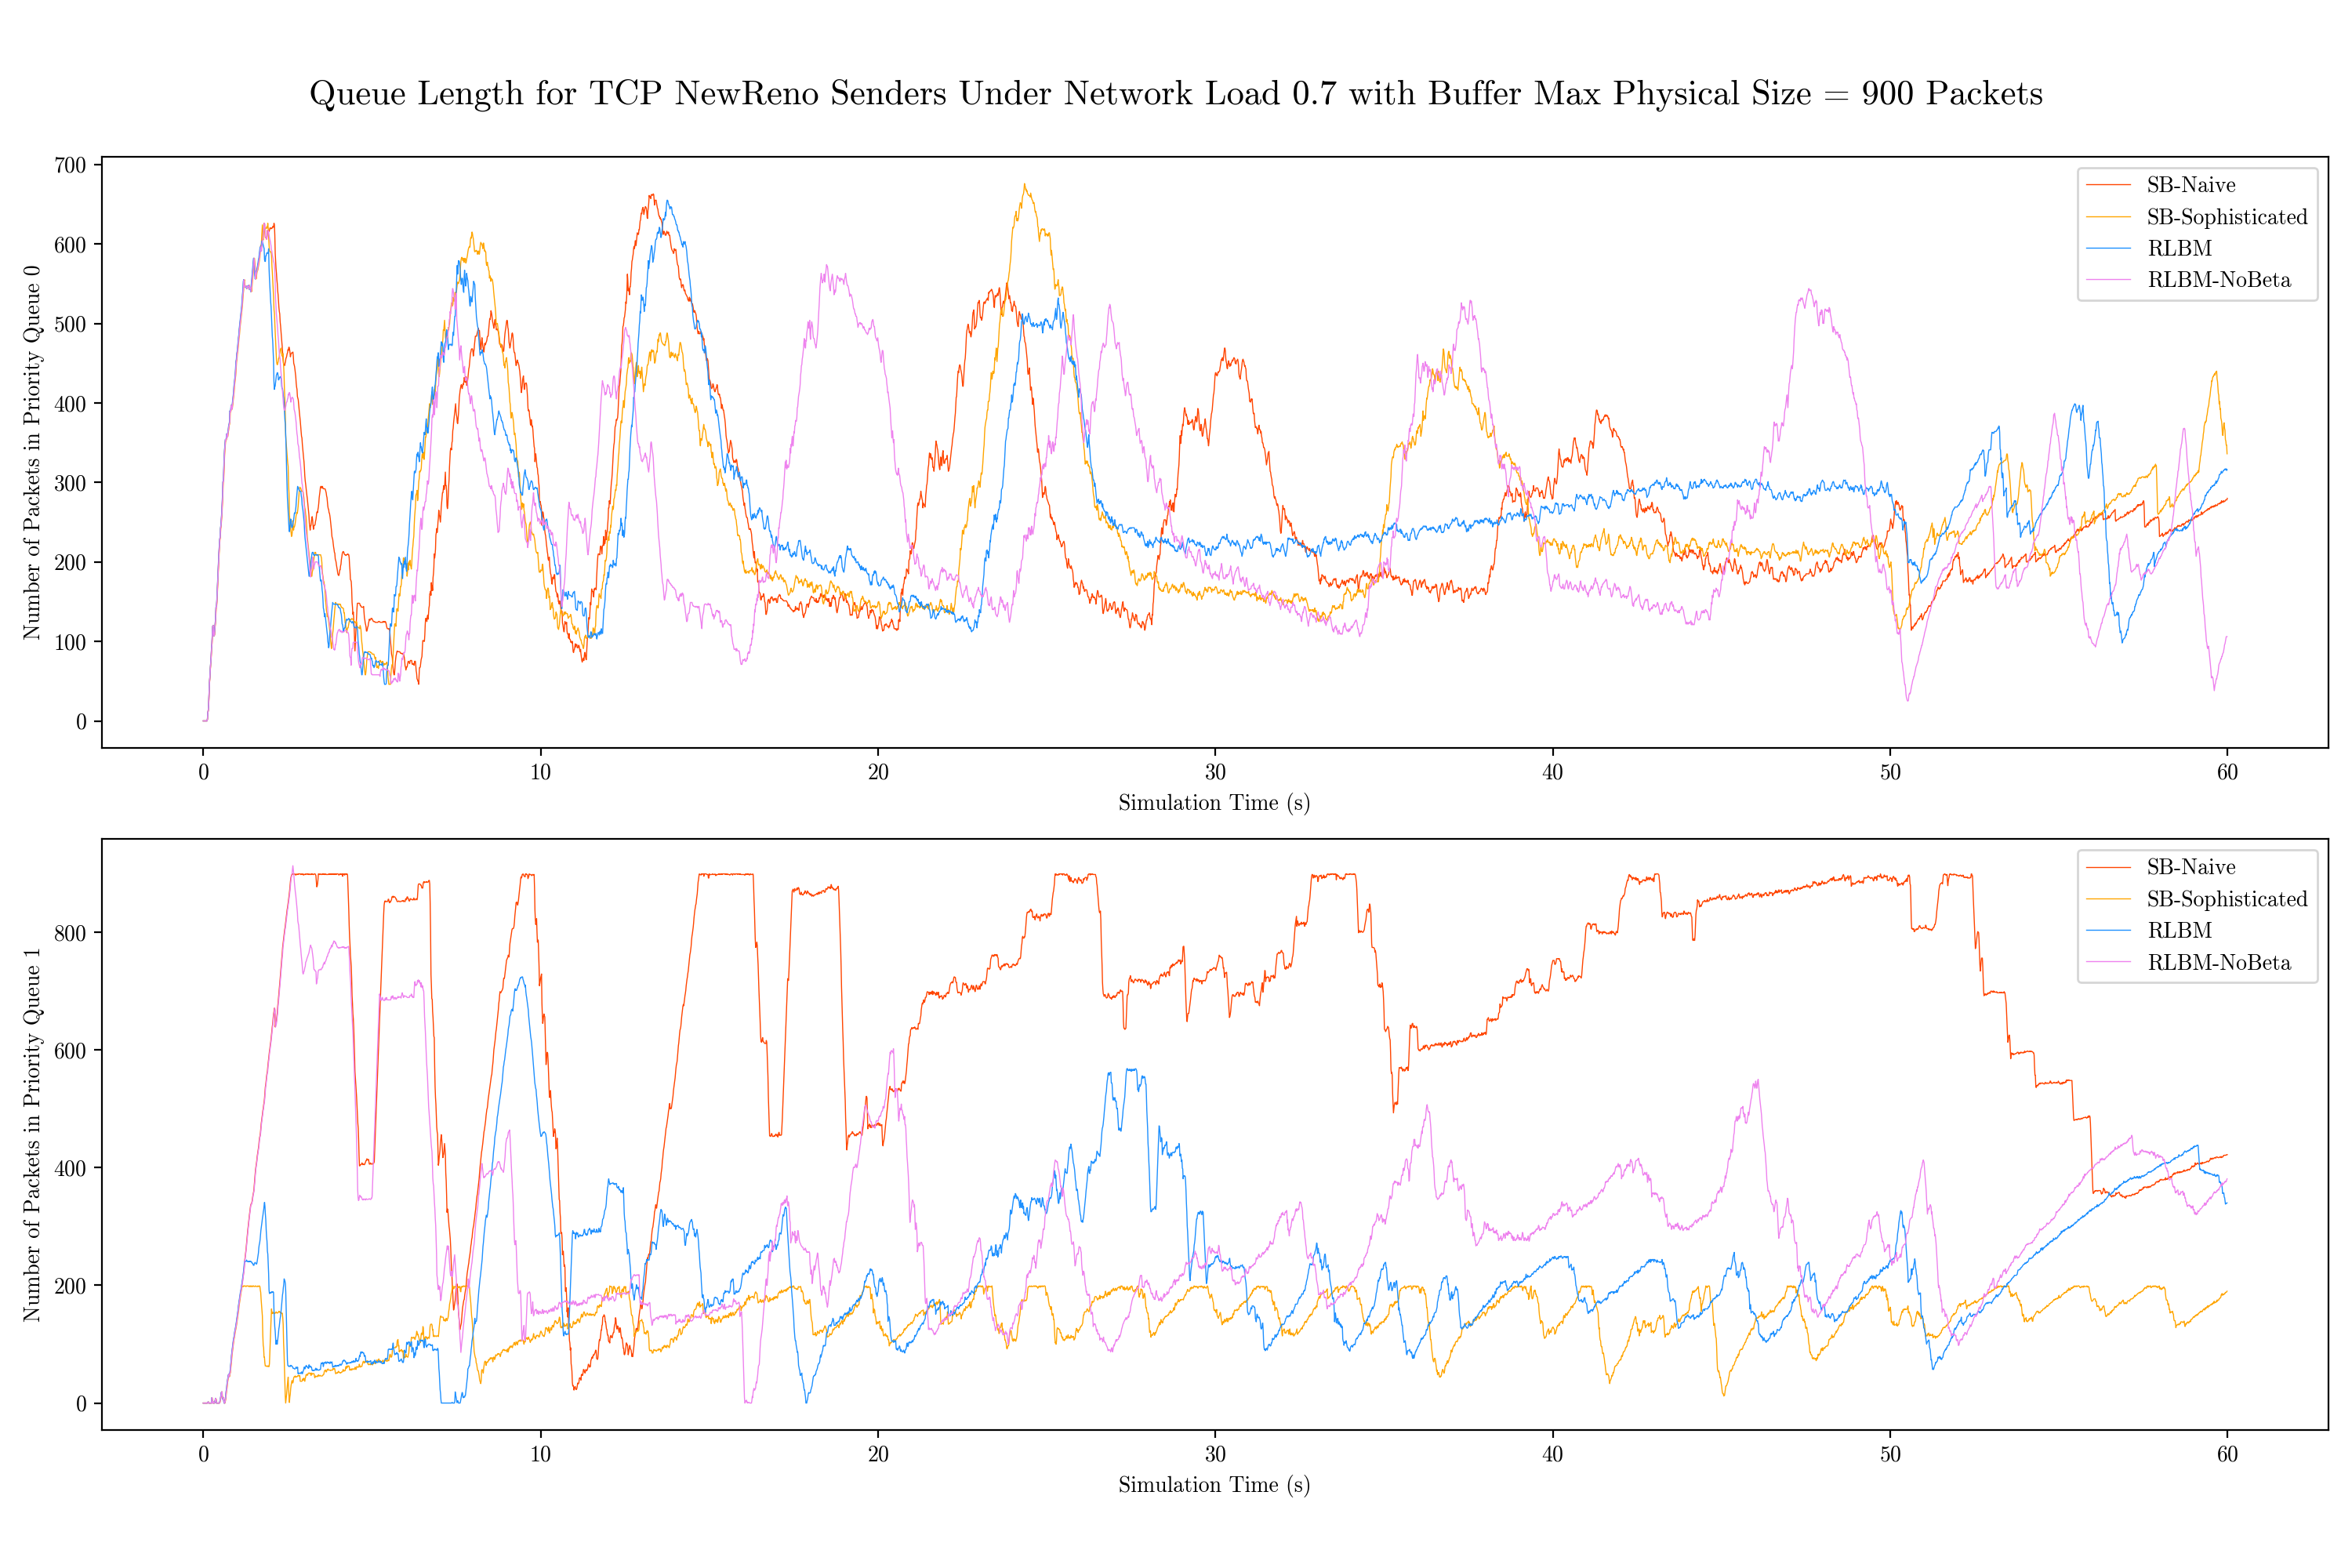 Queue Length for TCP NewReno Senders Under Network Load 0.7 with Buffer Max Physical Size = 900 Packets
Number of Packets in Priority Queue 0
700
600
500
400
300
200
100
0
SB-Naive
SB-Sophisticated
RLBM
RLBM-NoBeta
0 10 20 30 40 50 60
Simulation Time (s)
Number of Packets in Priority Queue 1
800
600
400
200
0
SB-Naive
SB-Sophisticated
RLBM
RLBM-NoBeta
0 10 20 30 40 50 60
Simulation Time (s)